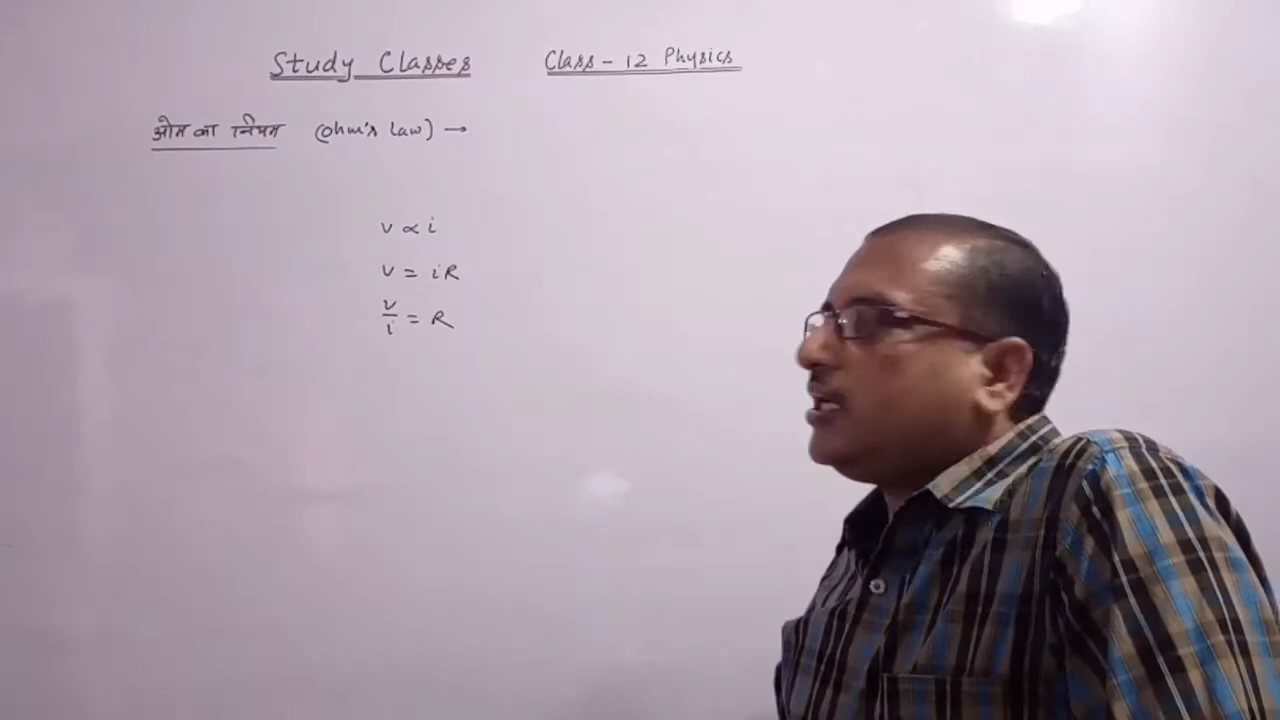 Study Classes Class - 12 Physics
ओम का नियम (ohm's law) →
v ∝ i
v = iR
v/i = R